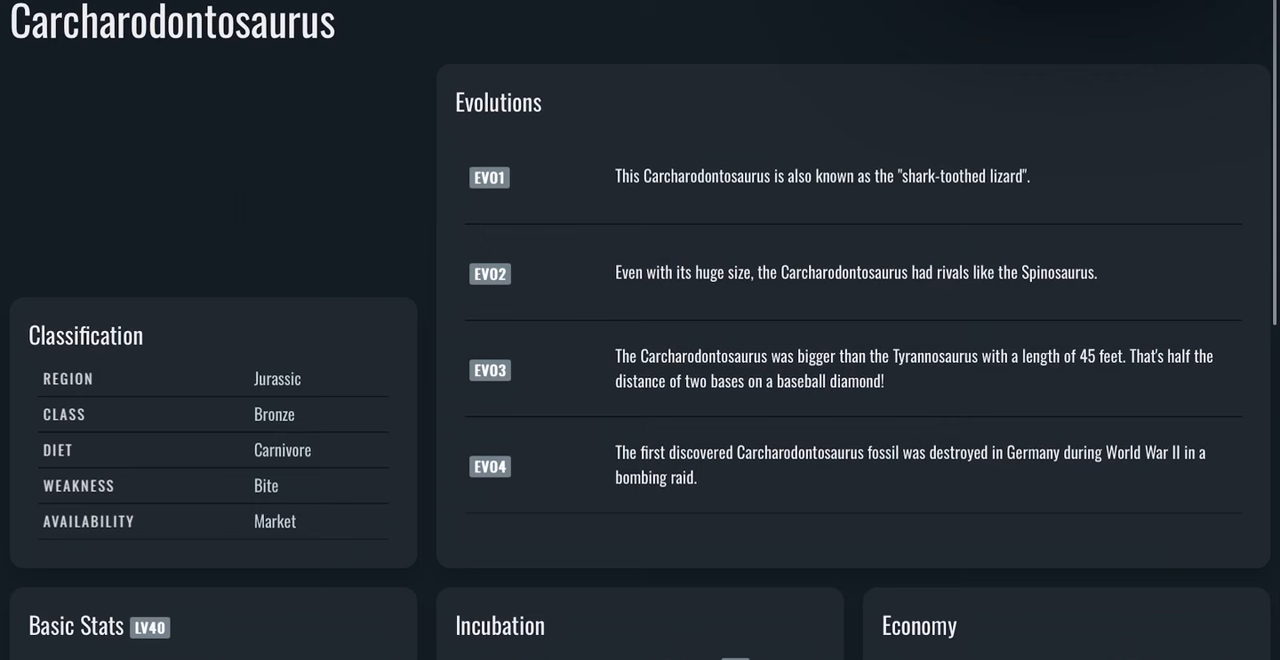 Carcharodontosaurus
Evolutions
EVO1
This Carcharodontosaurus is also known as the "shark-toothed lizard".
EVO2
Even with its huge size, the Carcharodontosaurus had rivals like the Spinosaurus.
EVO3
The Carcharodontosaurus was bigger than the Tyrannosaurus with a length of 45 feet. That's half the
distance of two bases on a baseball diamond!
EVO4
The first discovered Carcharodontosaurus fossil was destroyed in Germany during World War II in a
bombing raid.
Classification
REGION Jurassic
CLASS Bronze
DIET Carnivore
WEAKNESS Bite
AVAILABILITY Market
Basic Stats LV40
Incubation
Economy